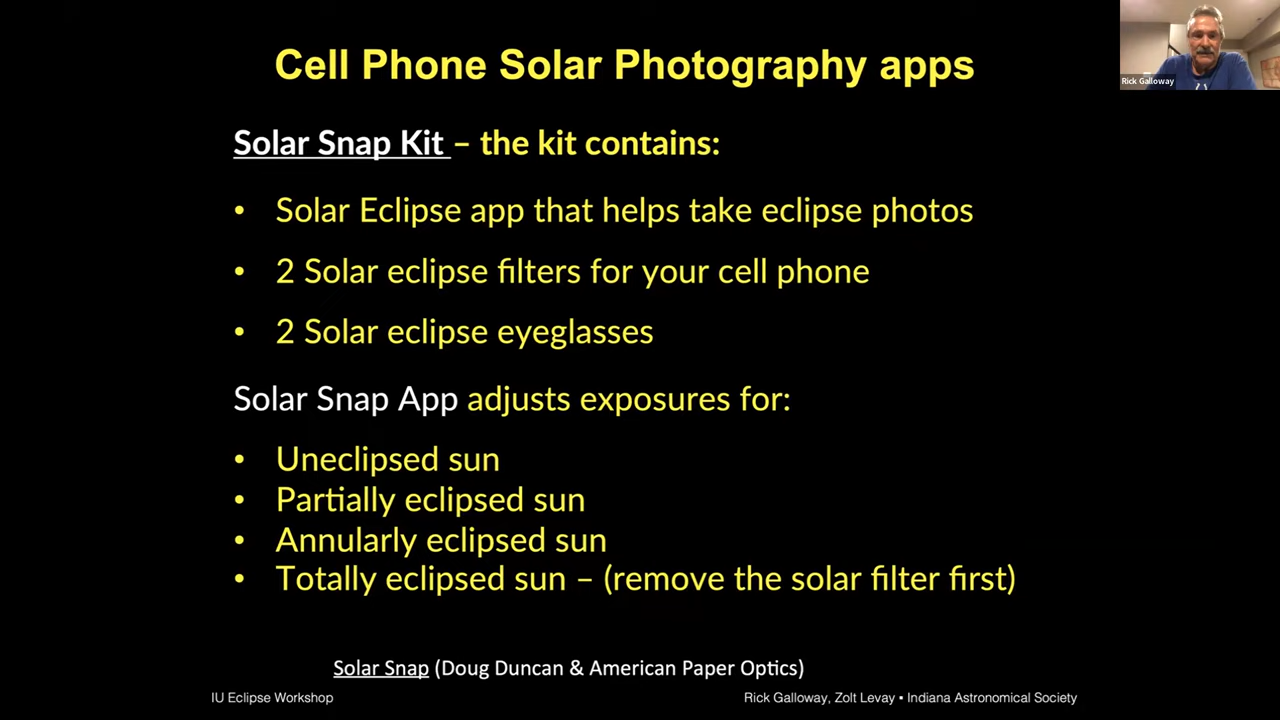 Cell Phone Solar Photography apps
Rick Galloway
Solar Snap Kit – the kit contains:
• Solar Eclipse app that helps take eclipse photos
• 2 Solar eclipse filters for your cell phone
• 2 Solar eclipse eyeglasses
Solar Snap App adjusts exposures for:
• Uneclipsed sun
• Partially eclipsed sun
• Annularly eclipsed sun
• Totally eclipsed sun – (remove the solar filter first)
Solar Snap (Doug Duncan & American Paper Optics)
IU Eclipse Workshop
Rick Galloway, Zolt Levay ▪ Indiana Astronomical Society